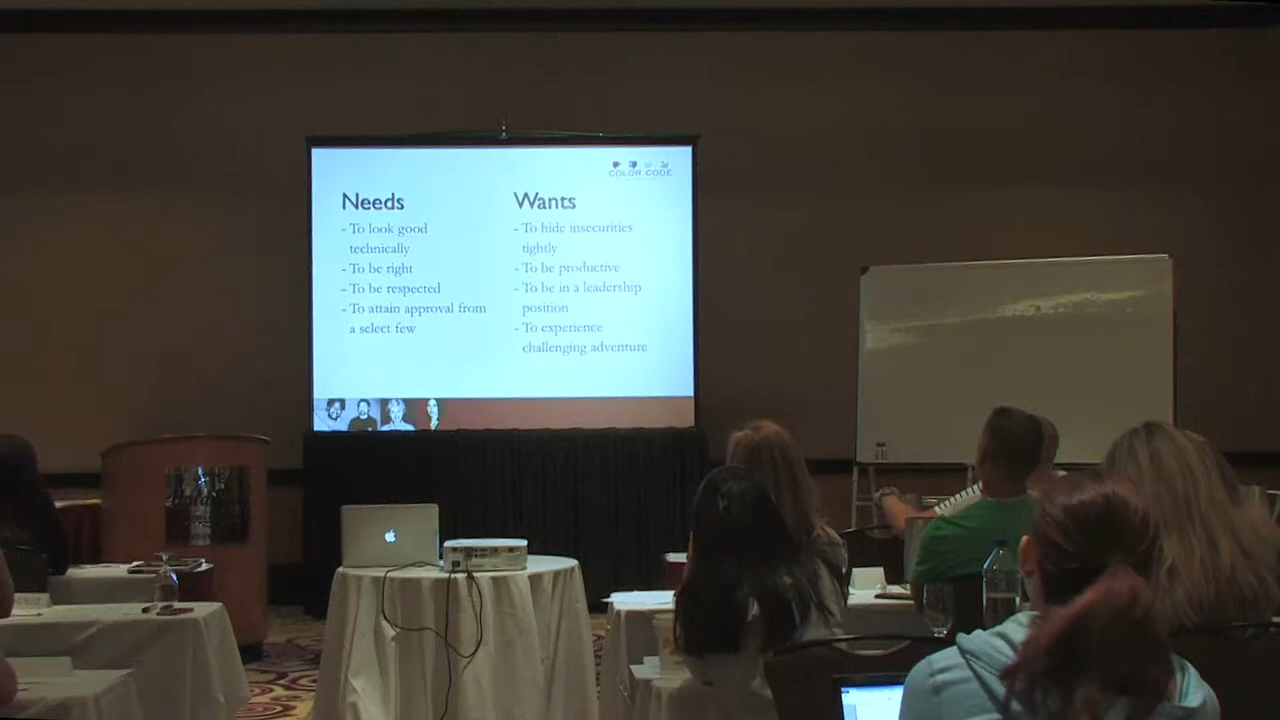 COLOR CODE
Needs
- To look good
technically
- To be right
- To be respected
- To attain approval from
a select few
Wants
- To hide insecurities
tightly
- To be productive
- To be in a leadership
position
- To experience
challenging adventure